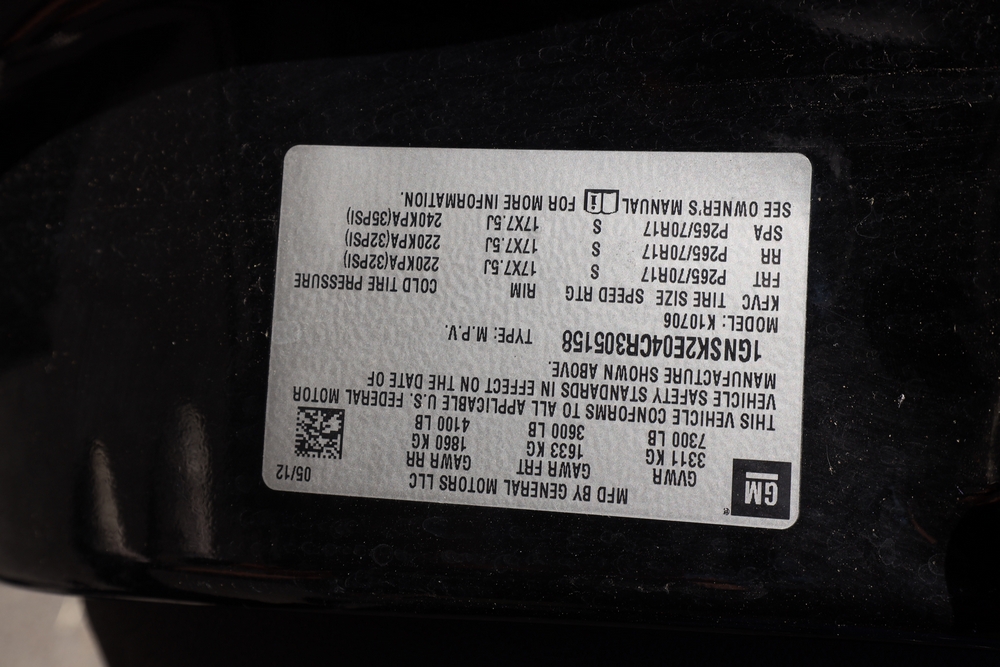 GM
®
MFD BY GENERAL MOTORS LLC 05/12
GVWR GAWR FRT GAWR RR
3311 KG 1633 KG 1860 KG
7300 LB 3600 LB 4100 LB
THIS VEHICLE CONFORMS TO ALL APPLICABLE U.S. FEDERAL MOTOR
VEHICLE SAFETY STANDARDS IN EFFECT ON THE DATE OF
MANUFACTURE SHOWN ABOVE.
1GNSK2E04CR305158 TYPE: M.P.V.
MODEL: K10706
KFVC TIRE SIZE SPEED RTG RIM COLD TIRE PRESSURE
FRT P265/70R17 S 17X7.5J 220KPA(32PSI)
RR P265/70R17 S 17X7.5J 220KPA(32PSI)
SPA P265/70R17 S 17X7.5J 240KPA(35PSI)
SEE OWNER'S MANUAL i FOR MORE INFORMATION.